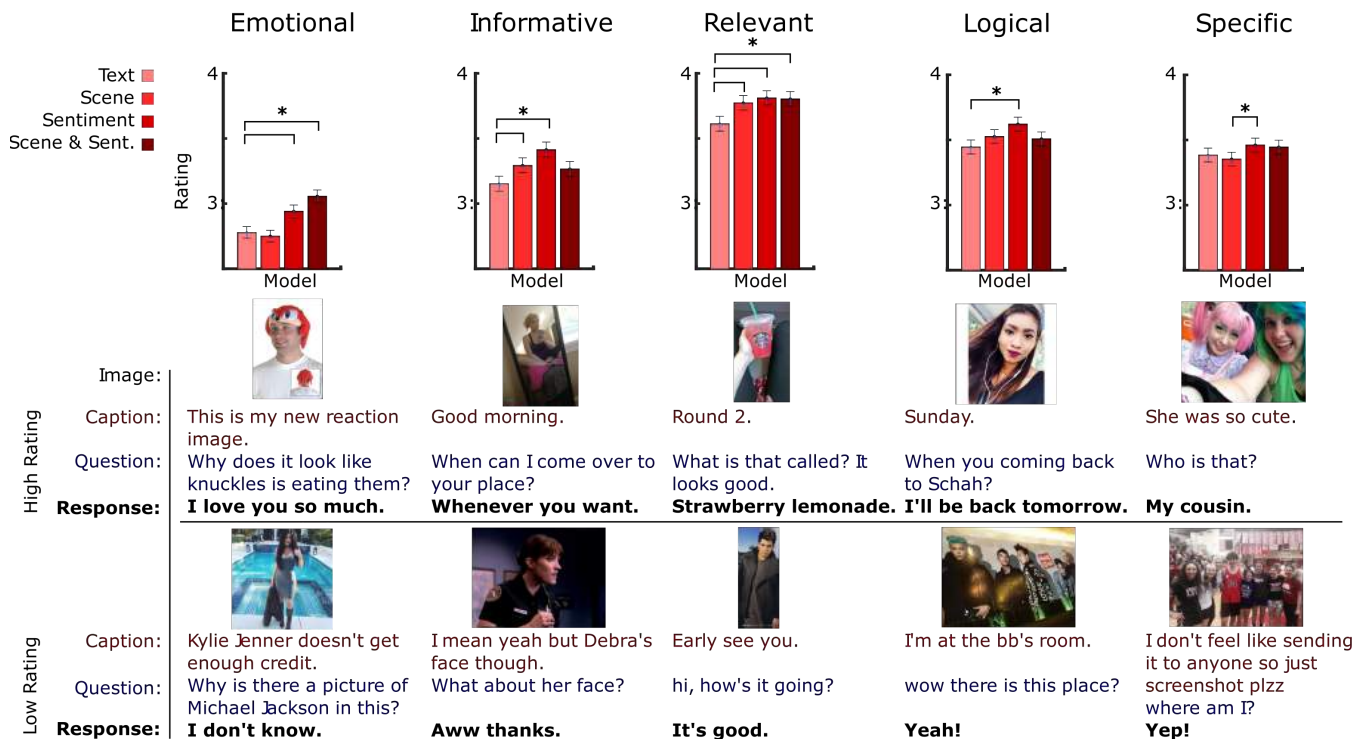 Emotional
Informative
Relevant
Logical
Specific
Text
Scene
Sentiment
Scene & Sent.
Rating
4
3
*
Model
4
3
*
Model
4
3
*
Model
4
3
*
Model
4
3
*
Model
High Rating
Image:
Caption:
This is my new reaction
image.
Good morning.
Round 2.
Sunday.
She was so cute.
Question:
Why does it look like
knuckles is eating them?
When can I come over to
your place?
What is that called? It
looks good.
When you coming back
to Schah?
Who is that?
Response:
I love you so much.
Whenever you want.
Strawberry lemonade.
I'll be back tomorrow.
My cousin.
Low Rating
Caption:
Kylie Jenner doesn't get
enough credit.
I mean yeah but Debra's
face though.
Early see you.
I'm at the bb's room.
I don't feel like sending
it to anyone so just
screenshot plzz
Question:
Why is there a picture of
Michael Jackson in this?
What about her face?
hi, how's it going?
wow there is this place?
where am I?
Response:
I don't know.
Aww thanks.
It's good.
Yeah!
Yep!